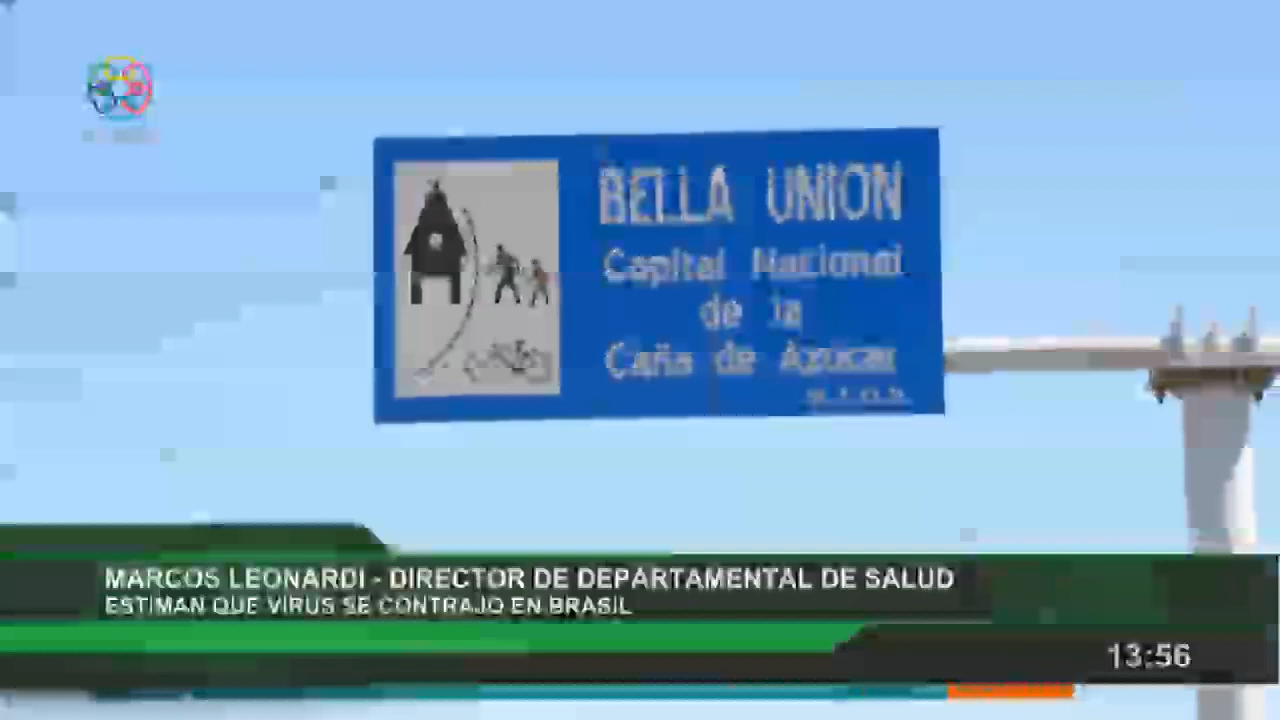 BELLA UNION
Capital Nacional
de la
Caña de Azúcar
MARCOS LEONARDI - DIRECTOR DE DEPARTAMENTAL DE SALUD
ESTIMAN QUE VIRUS SE CONTRAJO EN BRASIL
13:56